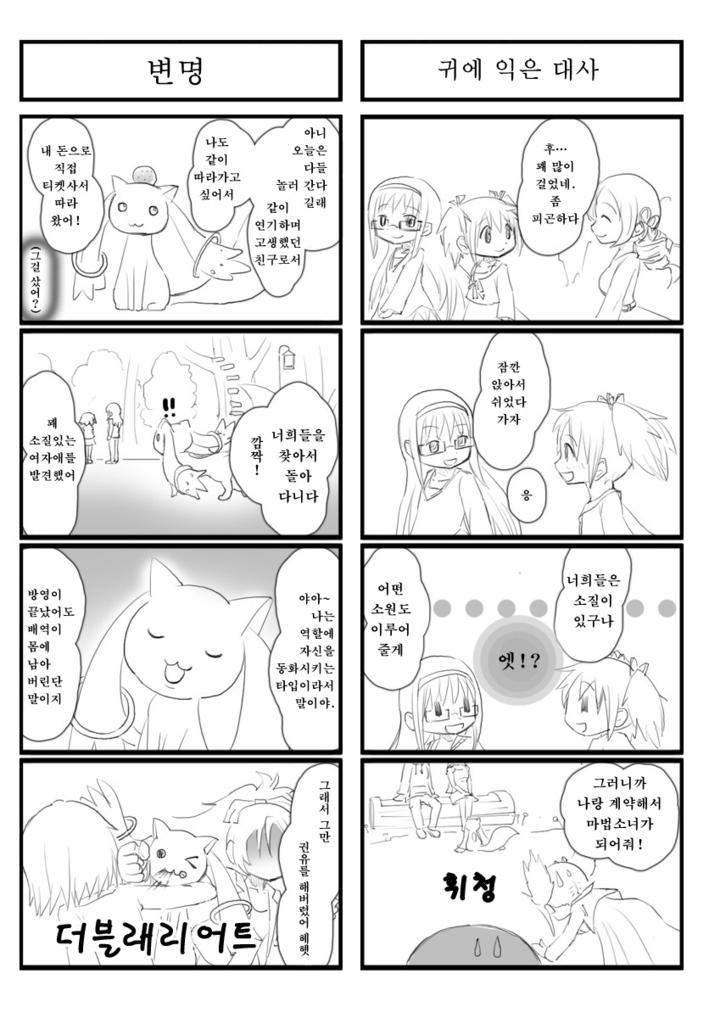 귀에 익은 대사
후…
꽤 많이
걸었네.
좀
피곤하다
잠깐
앉아서
쉬었다
가자
응
너희들은
소질이
있구나
엣!?
어떤
소원도
이루어
줄게
그러니까
나랑 계약해서
마법소녀가
되어줘!
휘청
변명
아니
오늘은
다들
놀러 간다
길래
같이
연기하며
고생했던
친구로서
나도
같이
따라가고
싶어서
내 돈으로
직접
티켓사서
따라
왔어!
(그걸 샀어?)
너희들을
찾아서
돌아
다니다
깜짝!
!!
꽤
소질있는
여자애를
발견했어
야아~
나는
역할에
자신을
동화시키는
타입이라서
말이야.
방영이
끝났어도
배역이
몸에
남아
버린단
말이지
그래서 그만
권유를 해버렸어 헤헷
더블래리어트